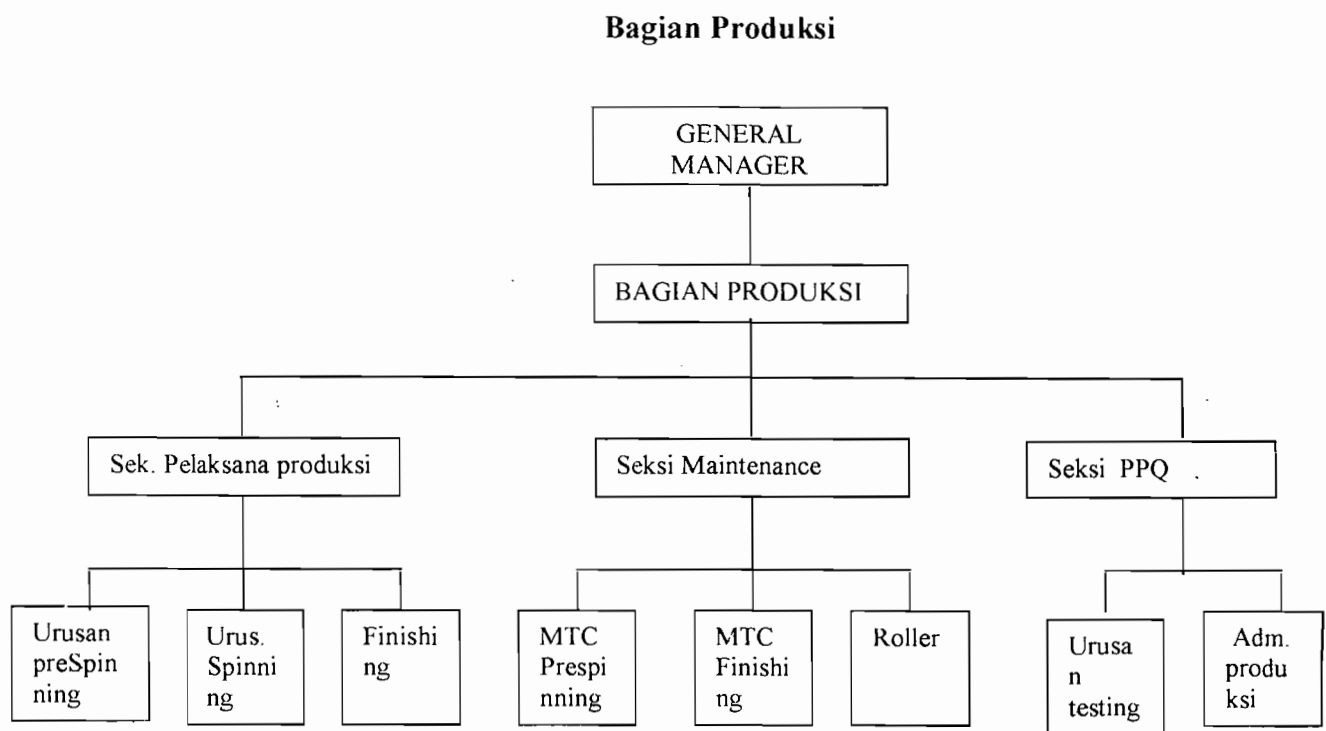 Bagian Produksi
GENERAL
MANAGER
BAGIAN PRODUKSI
Sek. Pelaksana produksi
Seksi Maintenance
Seksi PPQ
Urusan
preSpin
ning
Urus.
Spinni
ng
Finishi
ng
MTC
Prespi
nning
MTC
Finishi
ng
Roller
Urusa
n
testing
Adm.
produ
ksi